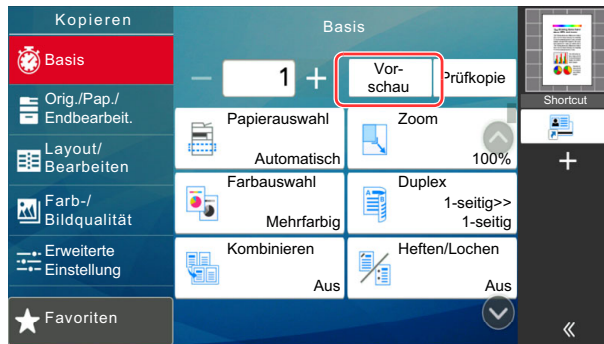 Kopieren
Basis
Orig./Pap./
Endbearbeit.
Layout/
Bearbeiten
Farb-/
Bildqualität
Erweiterte
Einstellung
Favoriten
Basis
1
Vor-
schau
Prüfkopie
Papierauswahl
Automatisch
Zoom
100%
Farbauswahl
Mehrfarbig
Duplex
1-seitig>>
1-seitig
Kombinieren
Aus
Heften/Lochen
Aus
Shortcut